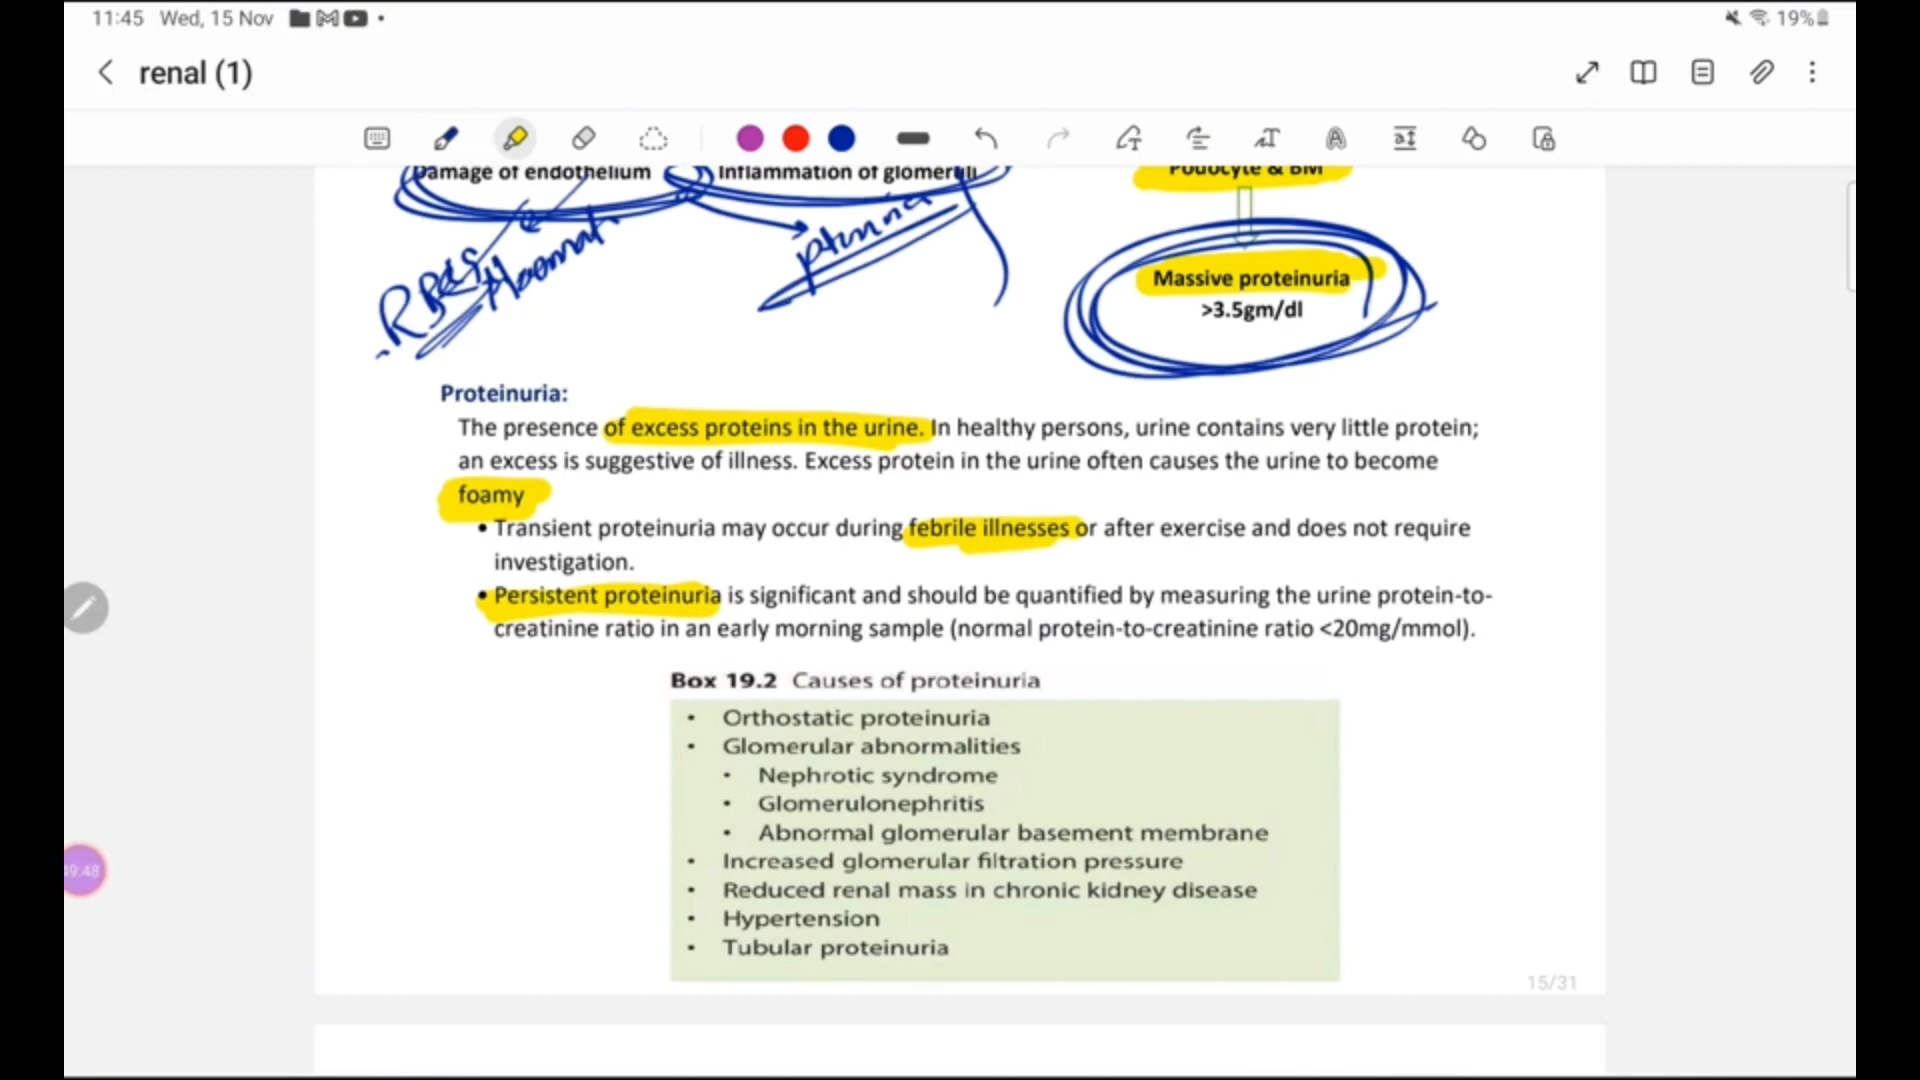 11:45 Wed, 15 Nov
19%
renal (1)
Damage of endothelium Inflammation of glomeruli Podocyte & BM
Massive proteinuria
>3.5gm/dl
Proteinuria:
The presence of excess proteins in the urine. In healthy persons, urine contains very little protein;
an excess is suggestive of illness. Excess protein in the urine often causes the urine to become
foamy
• Transient proteinuria may occur during febrile illnesses or after exercise and does not require
investigation.
• Persistent proteinuria is significant and should be quantified by measuring the urine protein-to-
creatinine ratio in an early morning sample (normal protein-to-creatinine ratio <20mg/mmol).
Box 19.2 Causes of proteinuria
• Orthostatic proteinuria
• Glomerular abnormalities
• Nephrotic syndrome
• Glomerulonephritis
• Abnormal glomerular basement membrane
• Increased glomerular filtration pressure
• Reduced renal mass in chronic kidney disease
• Hypertension
• Tubular proteinuria
15/31